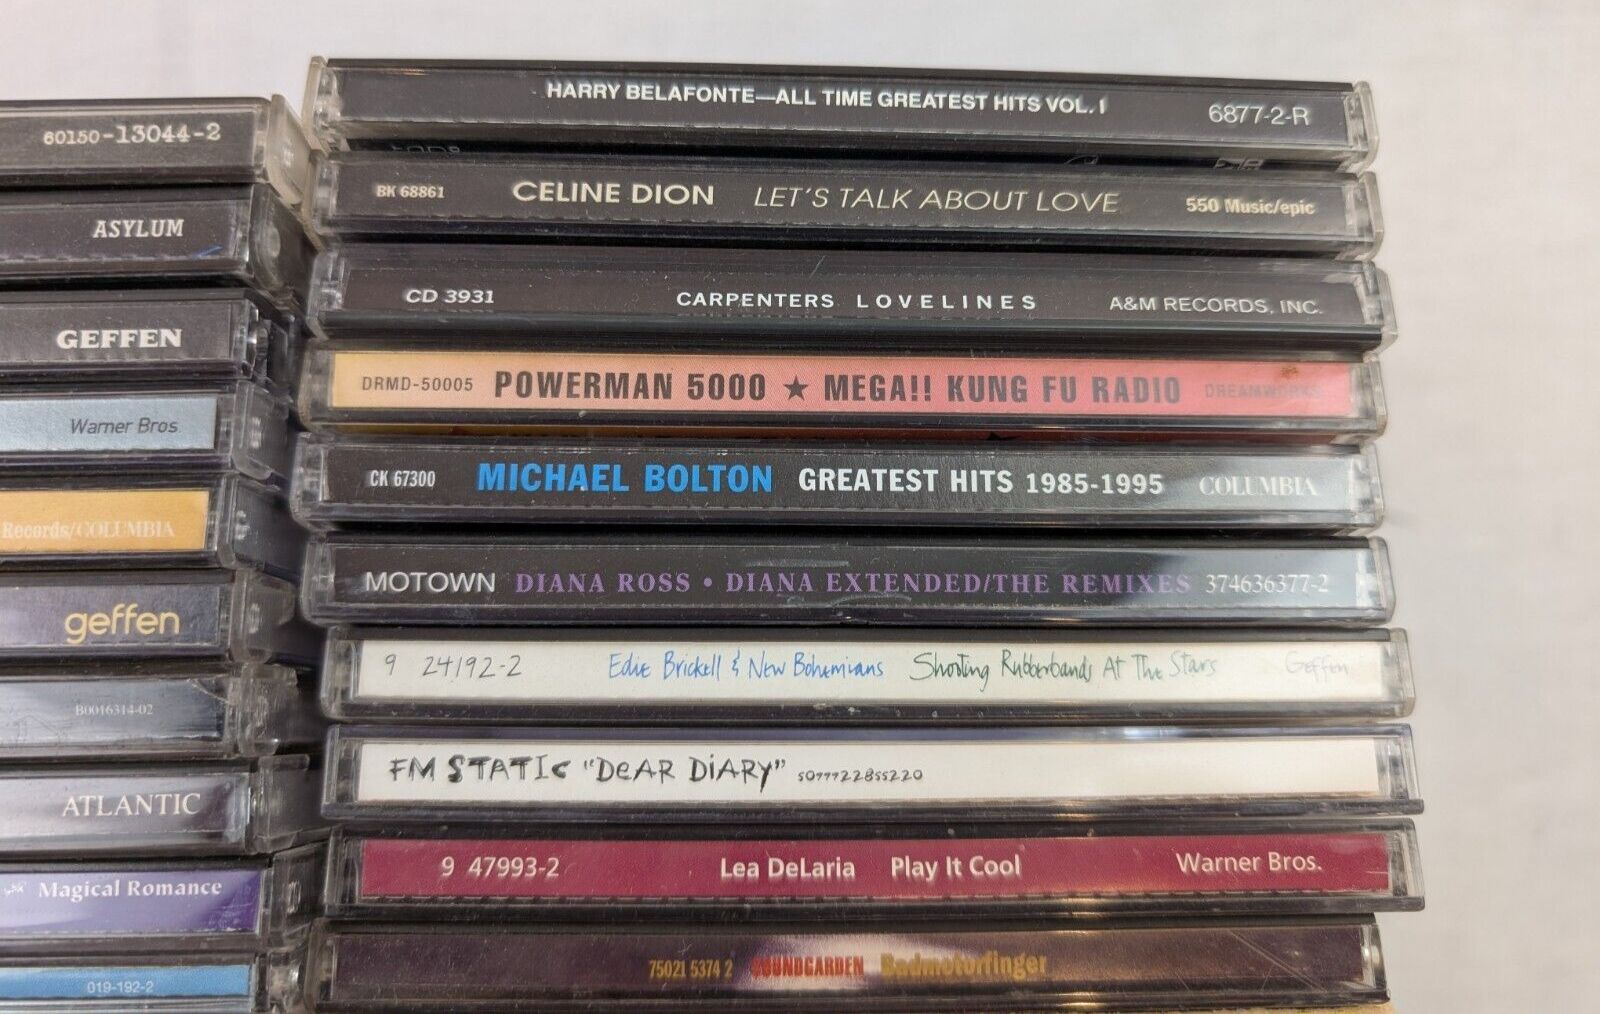 60150-13044-2
ASYLUM
GEFFEN
Warner Bros.
Records/COLUMBIA
geffen
B0016314-02
ATLANTIC
Magical Romance
019-192-2
HARRY BELAFONTE—ALL TIME GREATEST HITS VOL. 1 6877-2-R
BK 68861 CELINE DION LET'S TALK ABOUT LOVE 550 Music/epic
CD 3931 CARPENTERS LOVELINES A&M RECORDS, INC.
DRMD-50005 POWERMAN 5000 ★ MEGA!! KUNG FU RADIO DREAMWORKS
CK 67300 MICHAEL BOLTON GREATEST HITS 1985-1995 COLUMBIA
MOTOWN DIANA ROSS • DIANA EXTENDED/THE REMIXES 374636377-2
9 24192-2 Edie Brickell & New Bohemians Shooting Rubberbands At The Stars Geffen
FM STATIC "DeAR DiARY" 5077722855220
9 47993-2 Lea DeLaria Play It Cool Warner Bros.
75021 5374 2 SOUNDGARDEN Badmotorfinger